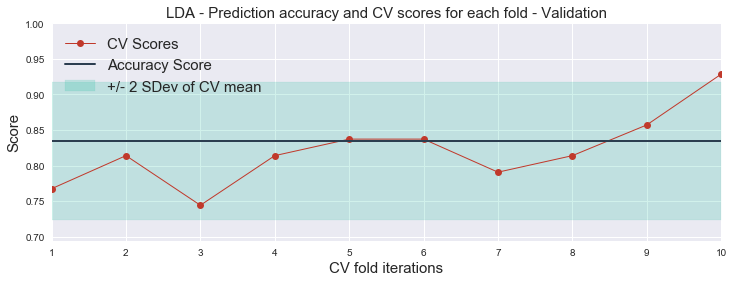 LDA - Prediction accuracy and CV scores for each fold - Validation
CV Scores
Accuracy Score
+/- 2 SDev of CV mean
Score
1.00
0.95
0.90
0.85
0.80
0.75
0.70
1 2 3 4 5 6 7 8 9 10
CV fold iterations